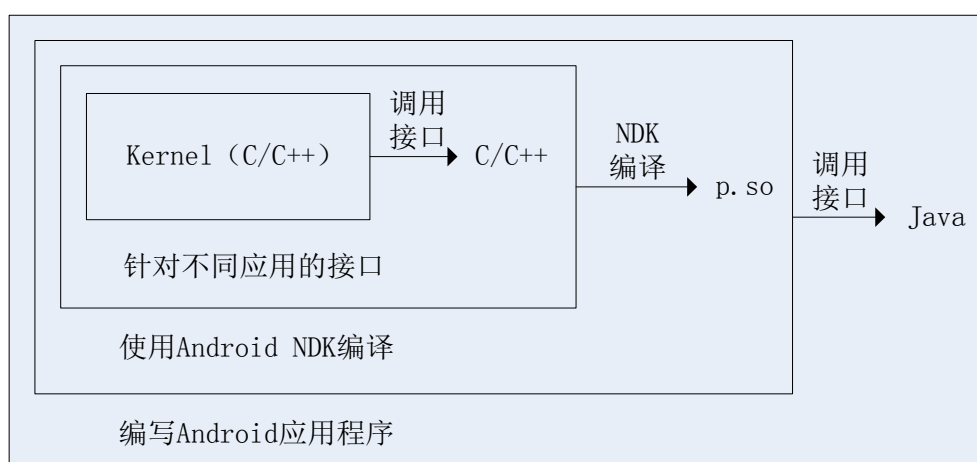 调用
接口
Kernel（C/C++）
C/C++
NDK
编译
p.so
调用
接口
Java
针对不同应用的接口
使用Android NDK编译
编写Android应用程序